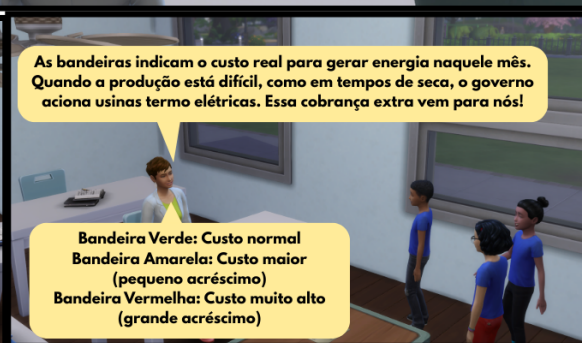 As bandeiras indicam o custo real para gerar energia naquele mês.
Quando a produção está difícil, como em tempos de seca, o governo
aciona usinas termo elétricas. Essa cobrança extra vem para nós!
Bandeira Verde: Custo normal
Bandeira Amarela: Custo maior
(pequeno acréscimo)
Bandeira Vermelha: Custo muito alto
(grande acréscimo)